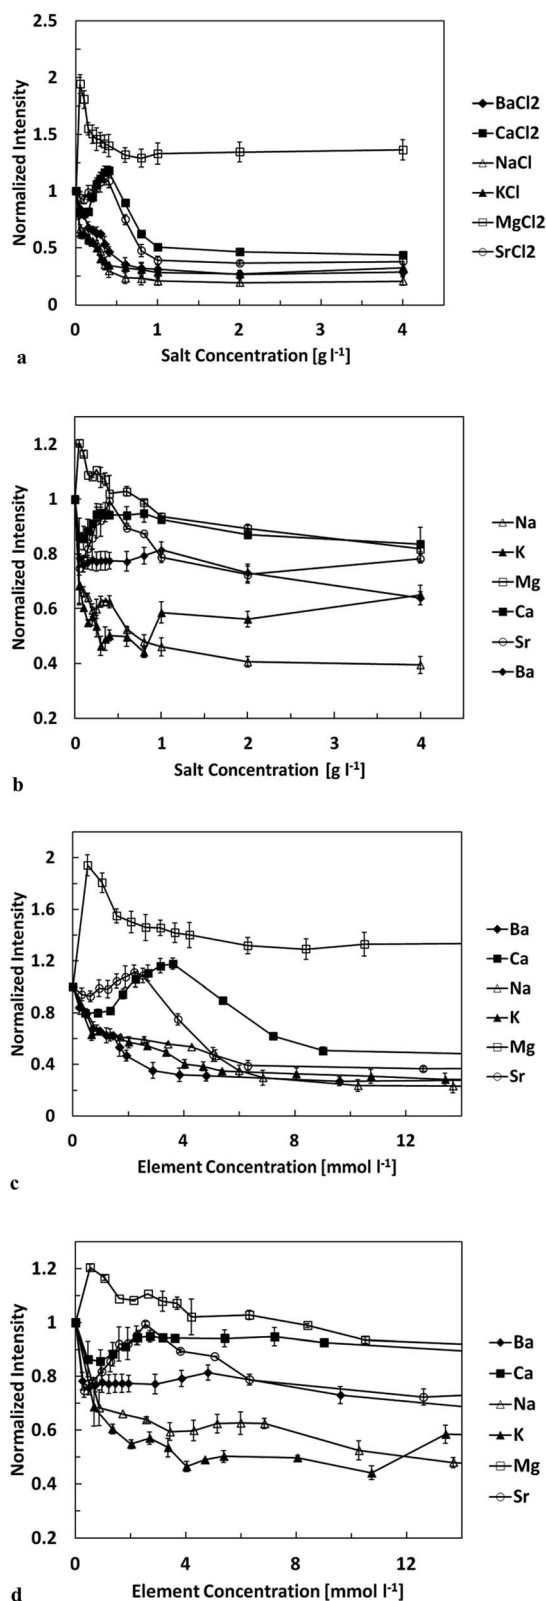 2.5
2
1.5
1
0.5
0
Normalized Intensity
0 1 2 3 4
Salt Concentration [g l-1]
BaCl2
CaCl2
NaCl
KCl
MgCl2
SrCl2
a
1.2
1
0.8
0.6
0.4
0.2
Normalized Intensity
0 1 2 3 4
Salt Concentration [g l-1]
Na
K
Mg
Ca
Sr
Ba
b
2
1.6
1.2
0.8
0.4
0
Normalized Intensity
0 4 8 12
Element Concentration [mmol l-1]
Ba
Ca
Na
K
Mg
Sr
c
1.2
1
0.8
0.6
0.4
0.2
Normalized Intensity
0 4 8 12
Element Concentration [mmol l-1]
Ba
Ca
Na
K
Mg
Sr
d